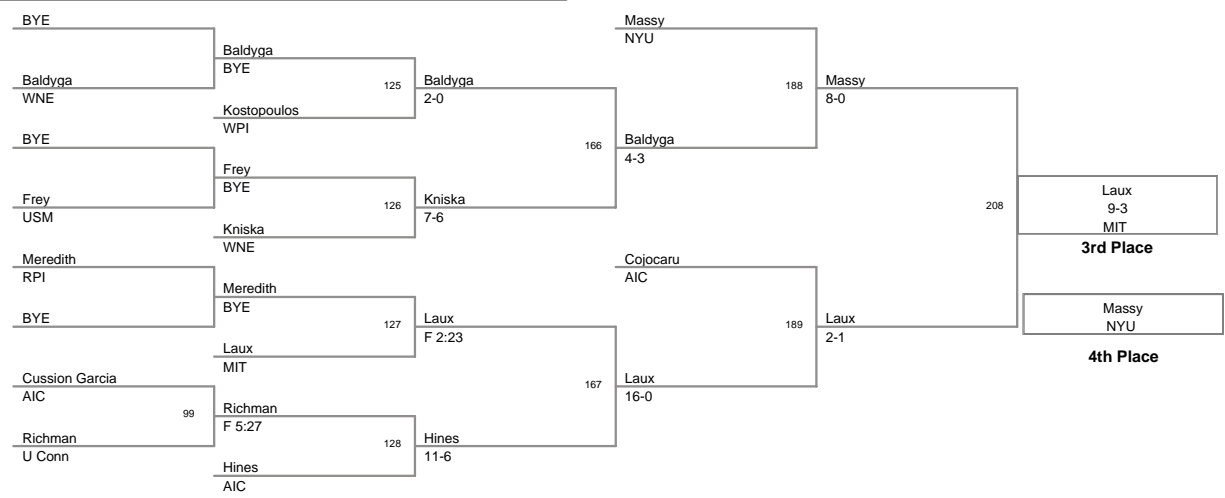 BYE
Baldyga
WNE
BYE
Frey
USM
Meredith
RPI
BYE
Cussion Garcia
AIC
99
Richman
U Conn
Baldyga
BYE
125
Kostopoulos
WPI
Frey
BYE
126
Kniska
WNE
Meredith
BYE
127
Laux
MIT
Richman
F 5:27
128
Hines
AIC
Baldyga
2-0
166
Kniska
7-6
Laux
F 2:23
167
Hines
11-6
Massy
NYU
188
Baldyga
4-3
Cojocaru
AIC
189
Laux
16-0
Massy
8-0
208
Laux
2-1
Laux
9-3
MIT
3rd Place
Massy
NYU
4th Place